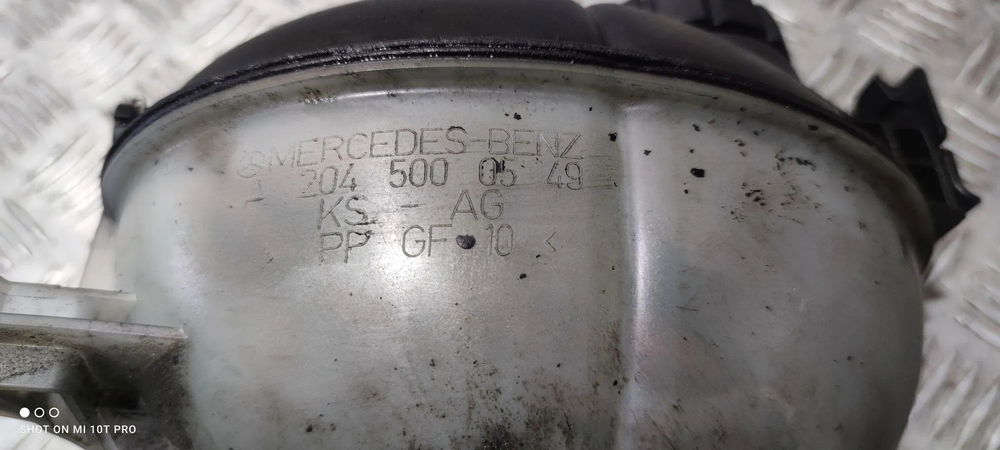 MERCEDES-BENZ
204 500 05 49
KS - AG
PP GF 10 <
SHOT ON MI 10T PRO